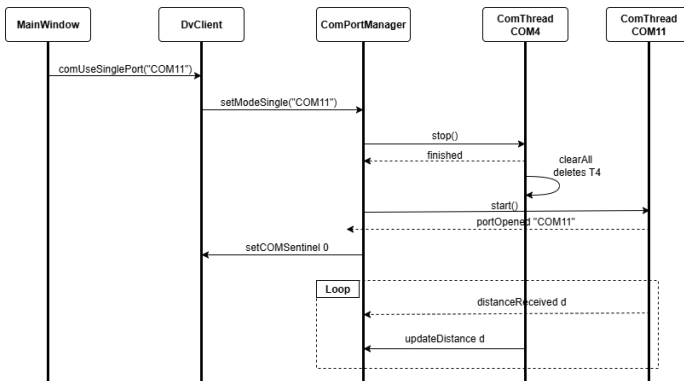 MainWindow
DvClient
ComPortManager
ComThread
COM4
ComThread
COM11
comUseSinglePort("COM11")
setModeSingle("COM11")
stop()
finished
clearAll
deletes T4
start()
portOpened "COM11"
setCOMSentinel 0
Loop
distanceReceived d
updateDistance d